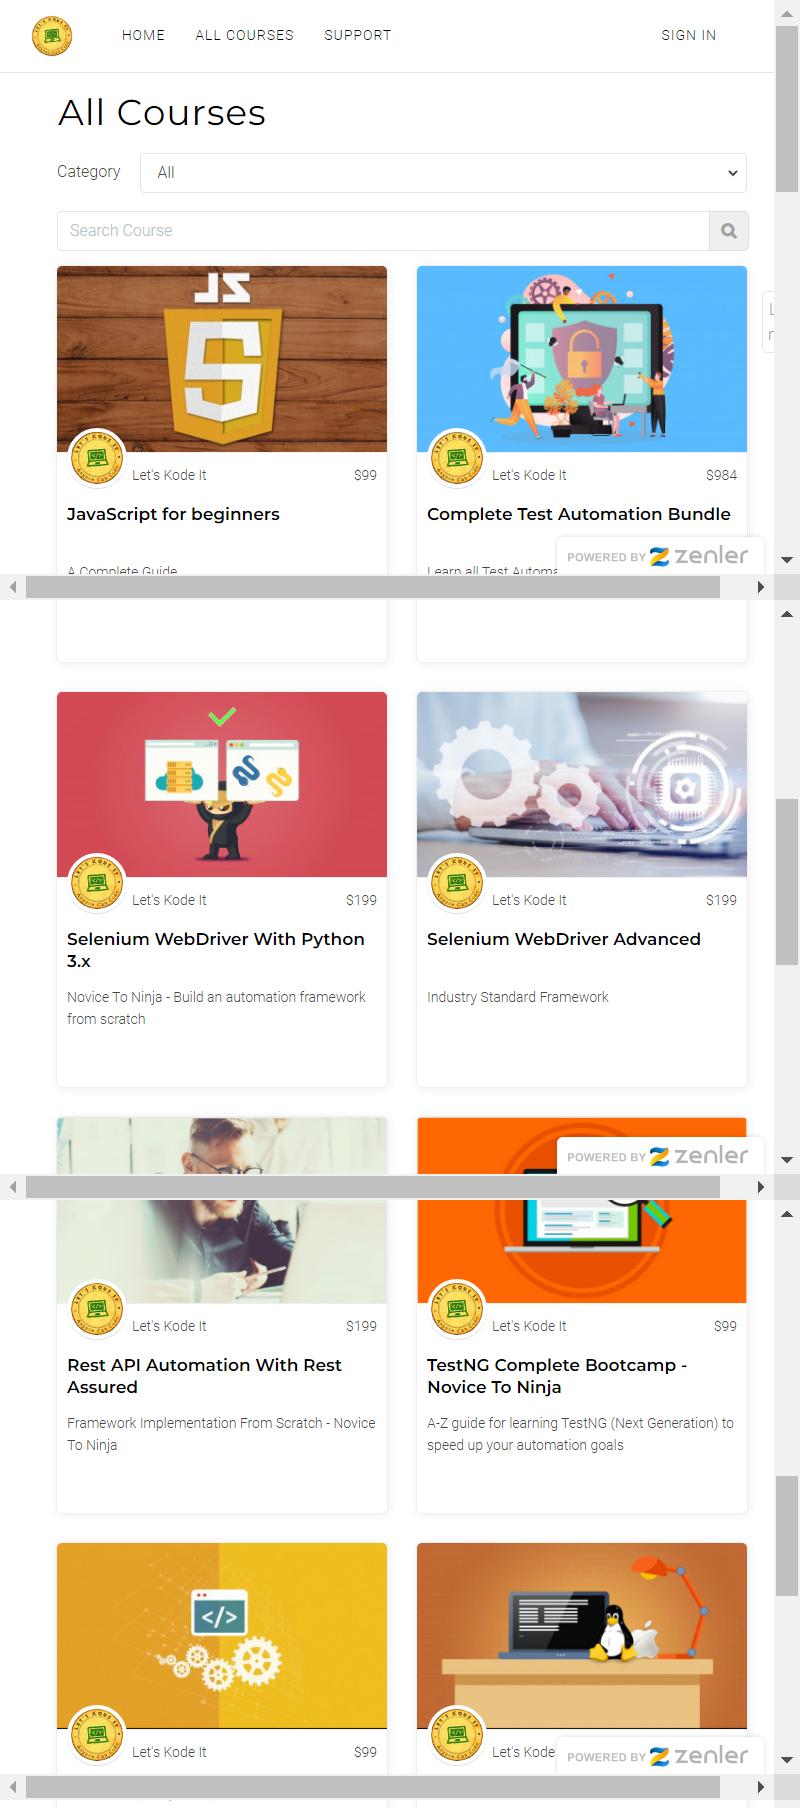 HOME
ALL COURSES
SUPPORT
SIGN IN
All Courses
Category
All
Search Course
JS
Let's Kode It
$99
Let's Kode It
$984
JavaScript for beginners
Complete Test Automation Bundle
A Complete Guide
Learn all Test Automa
POWERED BY zenler
Let's Kode It
$199
Let's Kode It
$199
Selenium WebDriver With Python
3.x
Selenium WebDriver Advanced
Novice To Ninja - Build an automation framework
from scratch
Industry Standard Framework
POWERED BY zenler
Let's Kode It
$199
Let's Kode It
$99
Rest API Automation With Rest
Assured
TestNG Complete Bootcamp -
Novice To Ninja
Framework Implementation From Scratch - Novice
To Ninja
A-Z guide for learning TestNG (Next Generation) to
speed up your automation goals
</>
Let's Kode It
$99
Let's Kode
POWERED BY zenler